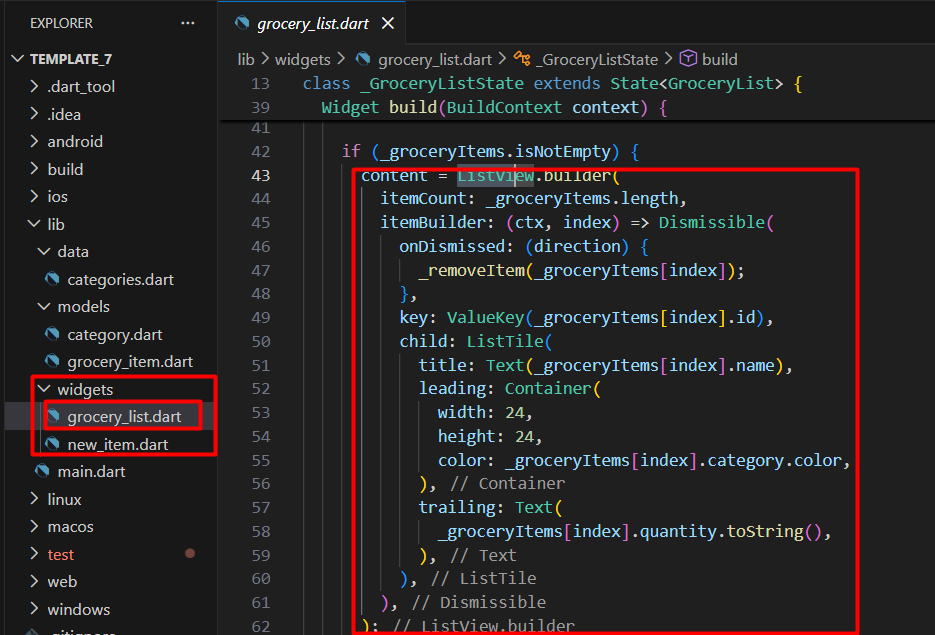 EXPLORER
TEMPLATE_7
.dart_tool
.idea
android
build
ios
lib
data
categories.dart
models
category.dart
grocery_item.dart
widgets
grocery_list.dart
new_item.dart
main.dart
linux
macos
test
web
windows
.gitignore
grocery_list.dart
lib > widgets > grocery_list.dart > _GroceryListState > build
13 class _GroceryListState extends State<GroceryList> {
39 Widget build(BuildContext context) {
41
42 if (_groceryItems.isNotEmpty) {
43 content = ListView.builder(
44 itemCount: _groceryItems.length,
45 itemBuilder: (ctx, index) => Dismissible(
46 onDismissed: (direction) {
47 _removeItem(_groceryItems[index]);
48 },
49 key: ValueKey(_groceryItems[index].id),
50 child: ListTile(
51 title: Text(_groceryItems[index].name),
52 leading: Container(
53 width: 24,
54 height: 24,
55 color: _groceryItems[index].category.color,
56 ), // Container
57 trailing: Text(
58 _groceryItems[index].quantity.toString(),
59 ), // Text
60 ), // ListTile
61 ), // Dismissible
62 ); // ListView.builder